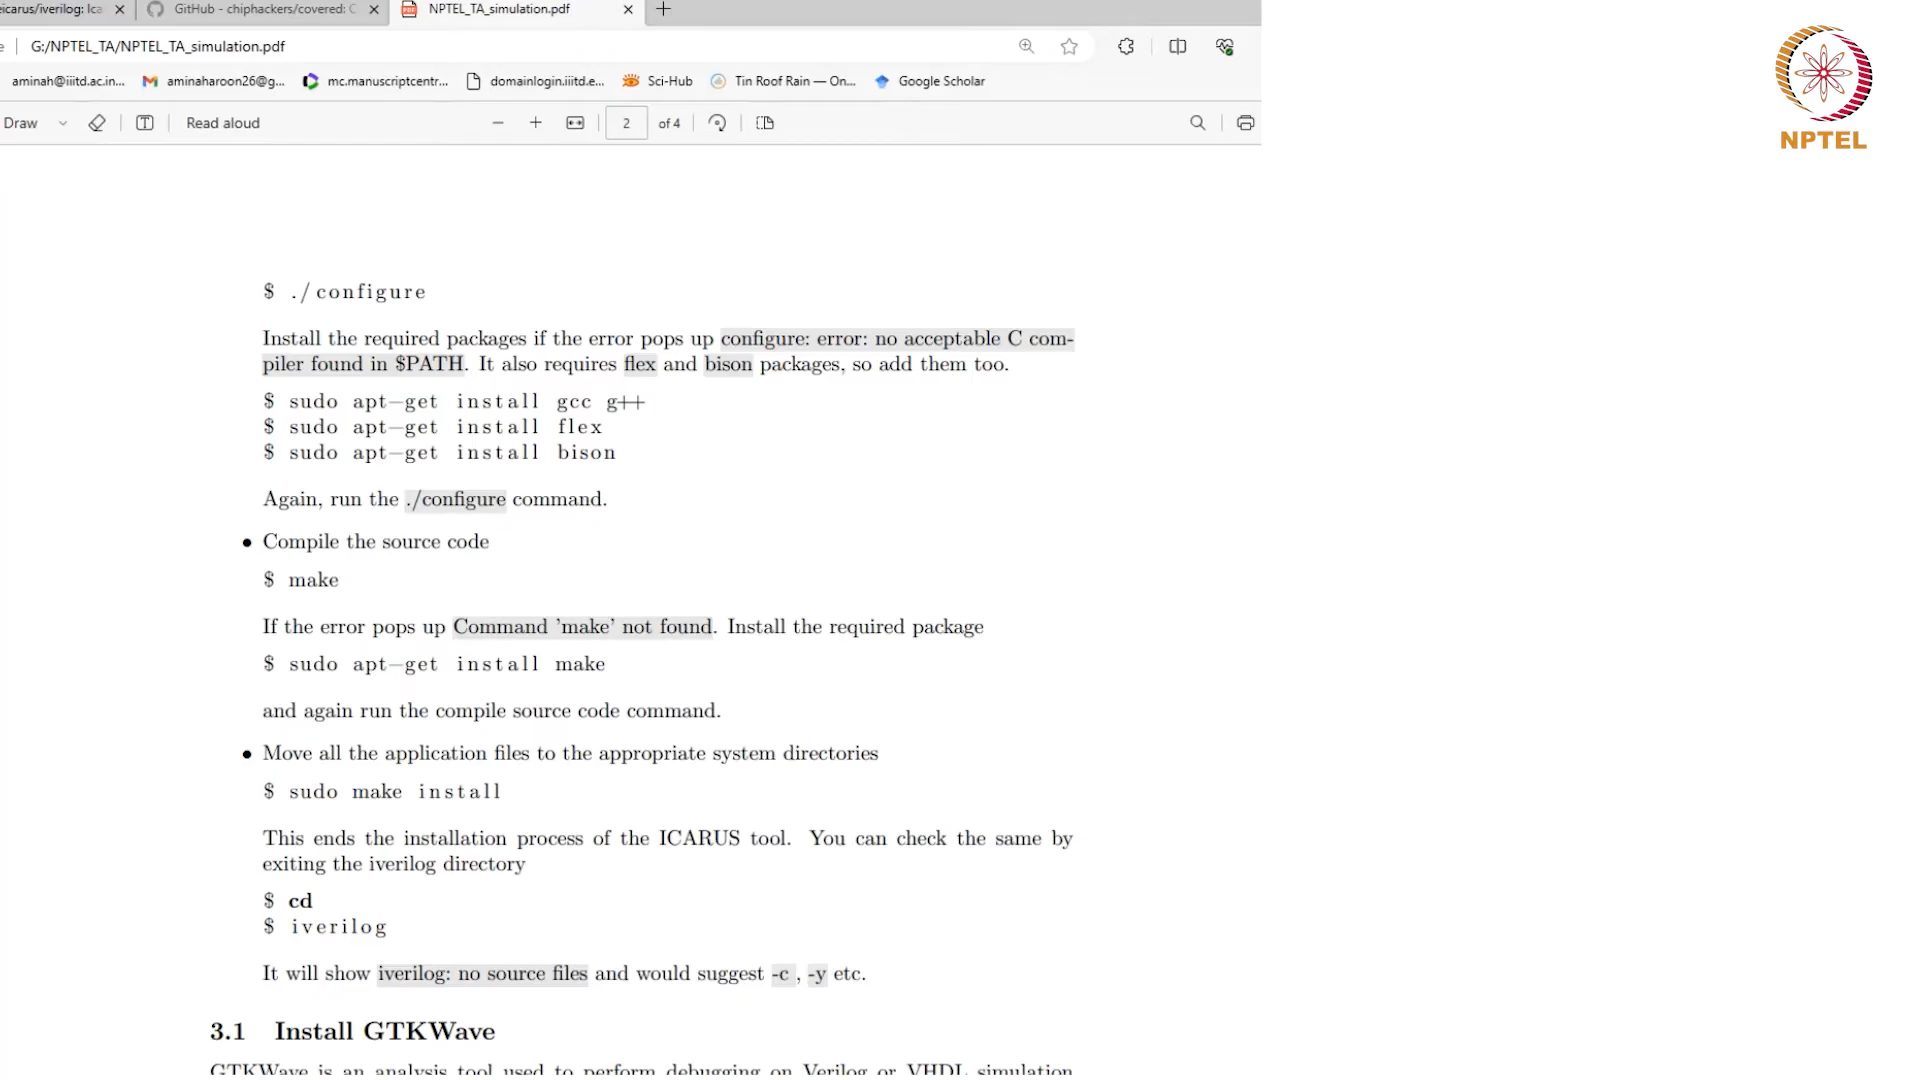 eicarus/iverilog: Ica
GitHub - chiphackers/covered: C
NPTEL_TA_simulation.pdf
G:/NPTEL_TA/NPTEL_TA_simulation.pdf
aminah@iiitd.ac.in...
aminaharoon26@g...
mc.manuscriptcentr...
domainlogin.iiitd.e...
Sci-Hub
Tin Roof Rain — On...
Google Scholar
Draw
Read aloud
2 of 4
NPTEL
$ ./configure
Install the required packages if the error pops up configure: error: no acceptable C com-
piler found in $PATH. It also requires flex and bison packages, so add them too.
$ sudo apt-get install gcc g++
$ sudo apt-get install flex
$ sudo apt-get install bison
Again, run the ./configure command.
• Compile the source code
$ make
If the error pops up Command 'make' not found. Install the required package
$ sudo apt-get install make
and again run the compile source code command.
• Move all the application files to the appropriate system directories
$ sudo make install
This ends the installation process of the ICARUS tool. You can check the same by
exiting the iverilog directory
$ cd
$ iverilog
It will show iverilog: no source files and would suggest -c , -y etc.
3.1 Install GTKWave
GTKWave is an analysis tool used to perform debugging on Verilog or VHDL simulation